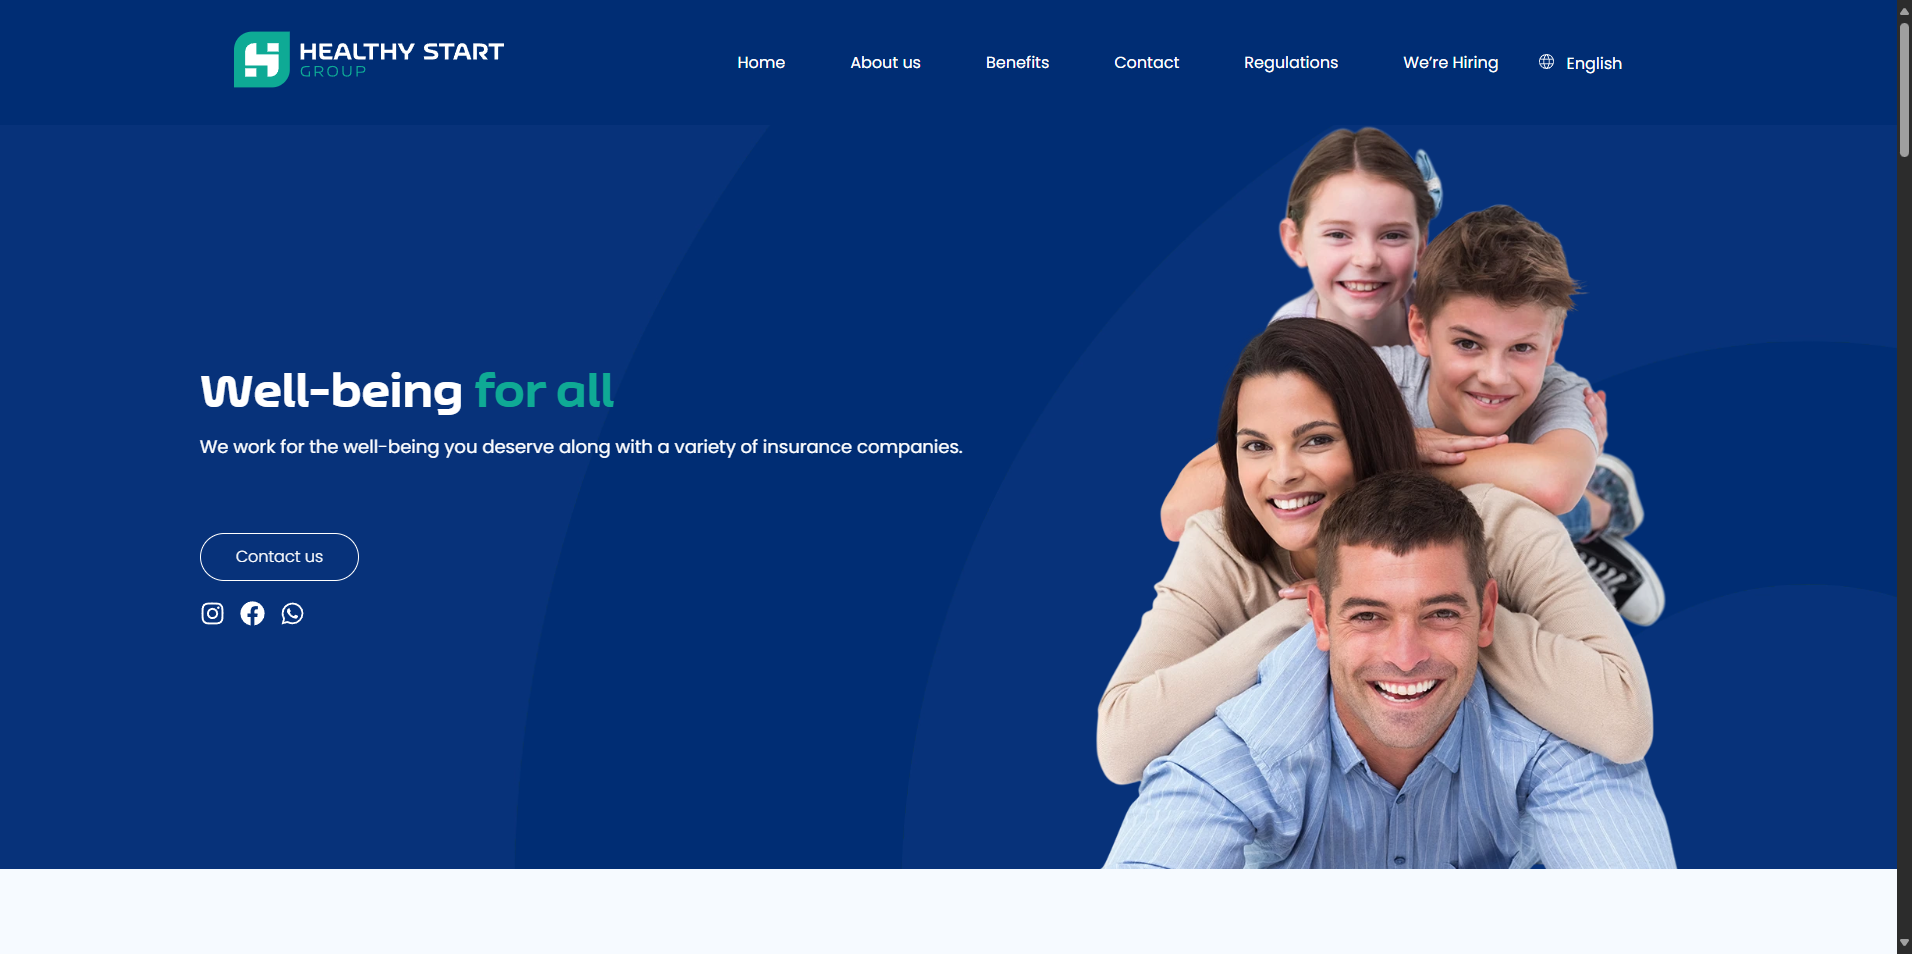 HEALTHY START
GROUP
Home
About us
Benefits
Contact
Regulations
We're Hiring
English
Well-being for all
We work for the well-being you deserve along with a variety of insurance companies.
Contact us